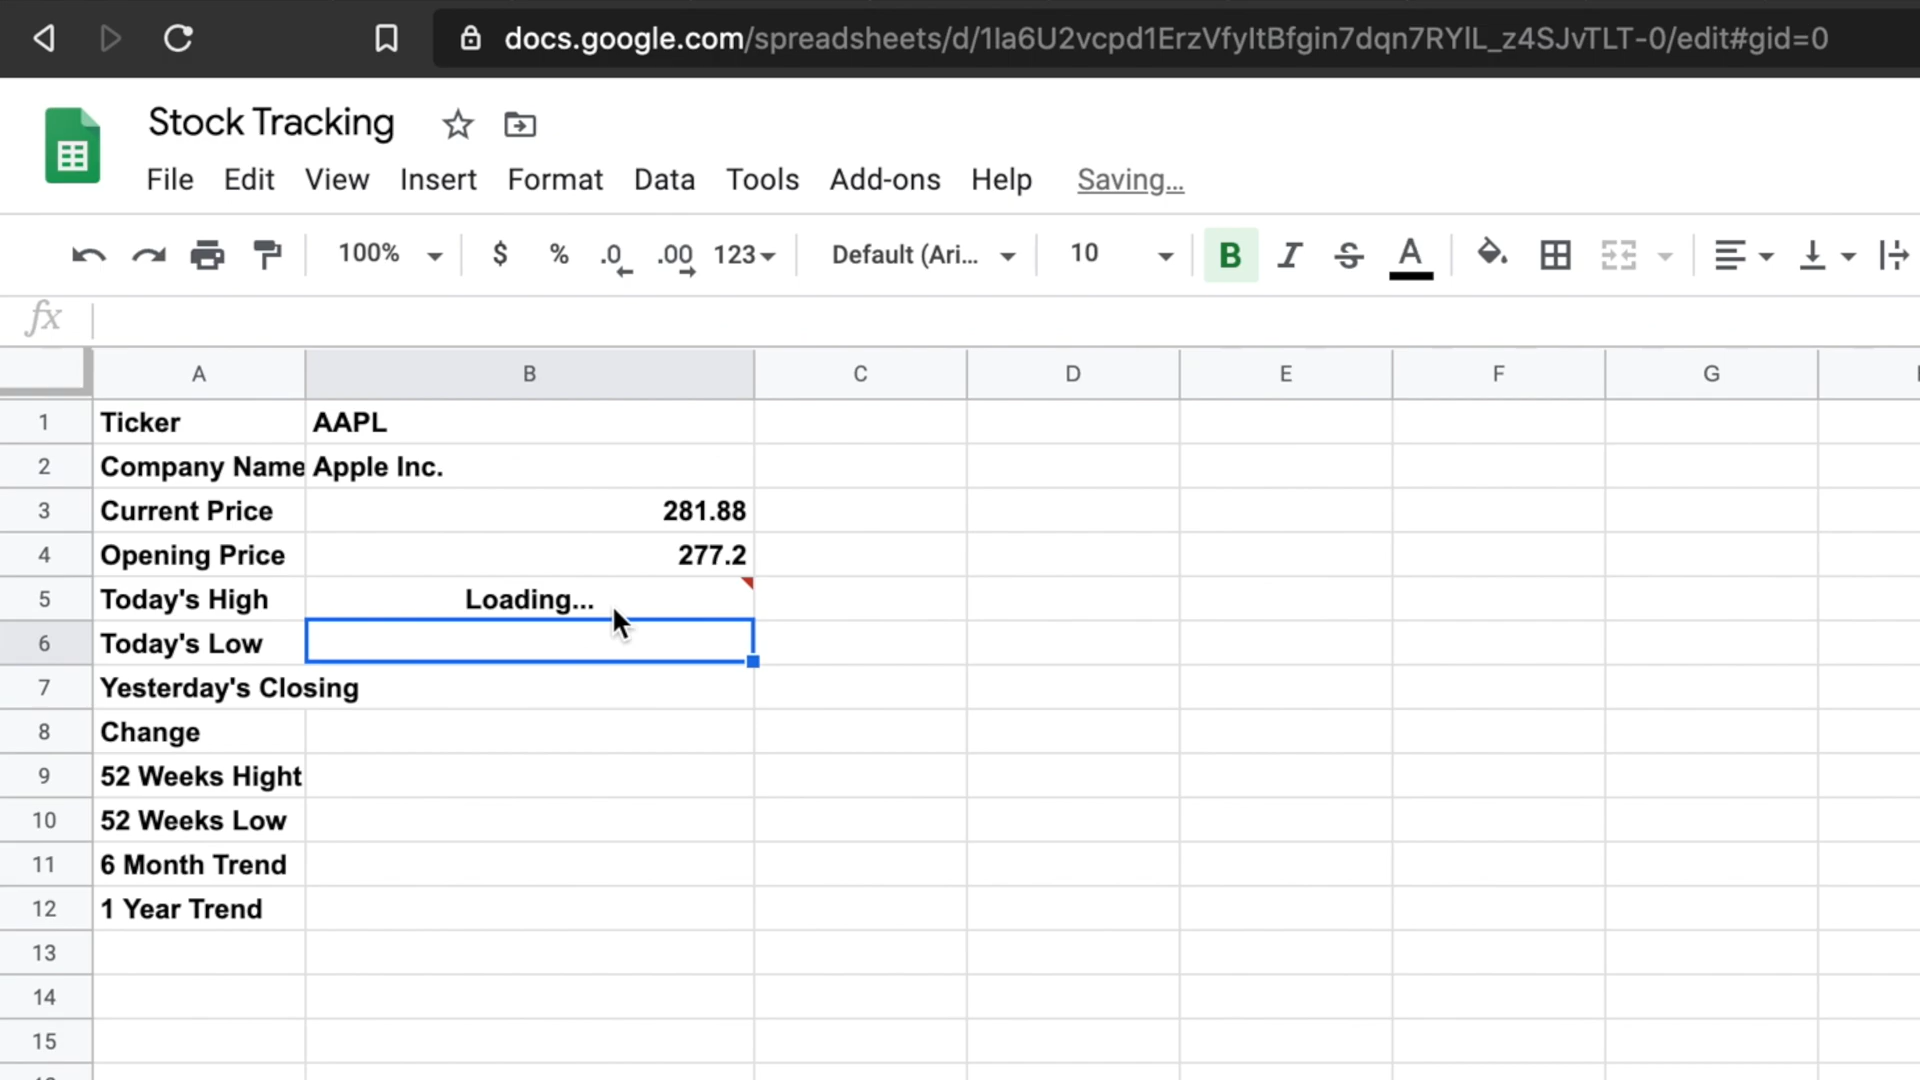 docs.google.com/spreadsheets/d/1Ia6U2vcpd1ErzVfyItBfgin7dqn7RYIL_z4SJvTLT-0/edit#gid=0
Stock Tracking
File Edit View Insert Format Data Tools Add-ons Help Saving...
100% $ % .0 .00 123 Default (Ari... 10 B I S A
fx
A B C D E F G
1 Ticker AAPL
2 Company Name Apple Inc.
3 Current Price 281.88
4 Opening Price 277.2
5 Today's High Loading...
6 Today's Low
7 Yesterday's Closing
8 Change
9 52 Weeks Hight
10 52 Weeks Low
11 6 Month Trend
12 1 Year Trend
13
14
15